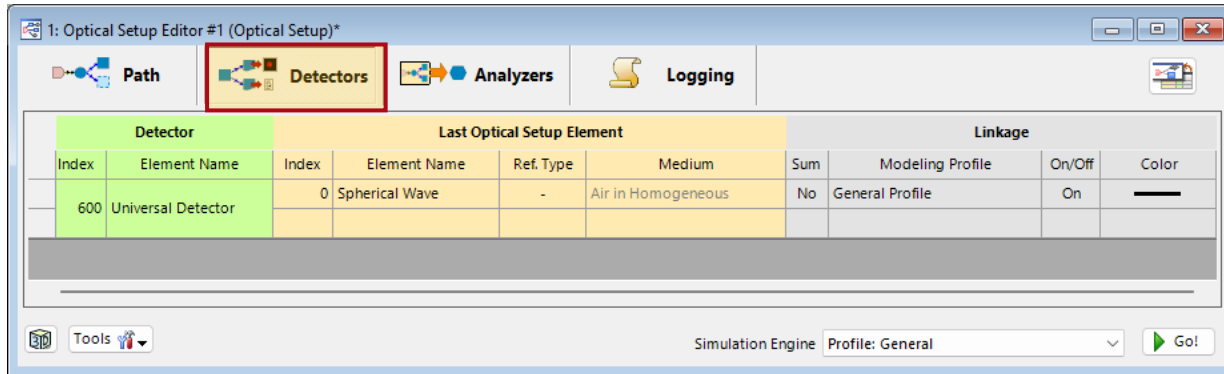 1: Optical Setup Editor #1 (Optical Setup)*
Path Detectors Analyzers Logging
Detector Last Optical Setup Element Linkage
Index Element Name Index Element Name Ref. Type Medium Sum Modeling Profile On/Off Color
600 Universal Detector 0 Spherical Wave - Air in Homogeneous No General Profile On
3D Tools Simulation Engine Profile: General Go!